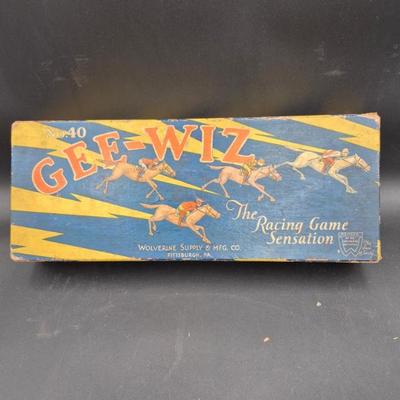 No. 40
GEE-WIZ
The
Racing Game
Sensation
WOLVERINE SUPPLY & MFG. CO.
PITTSBURGH, PA.